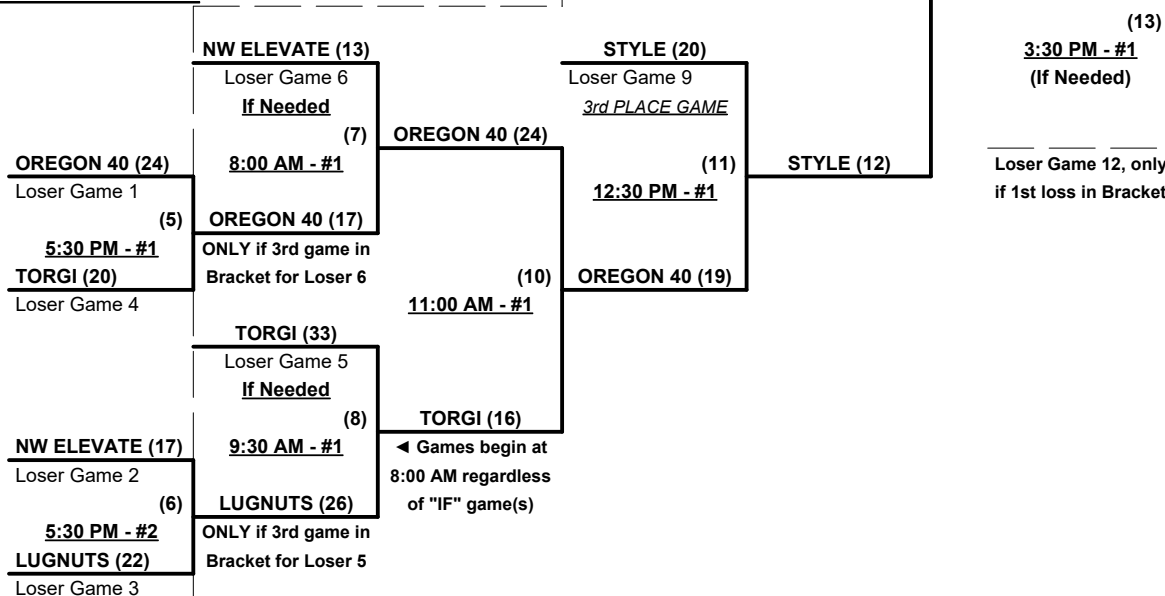 (13)
3:30 PM - #1
(If Needed)
Loser Game 12, only
if 1st loss in Bracket
NW ELEVATE (13)
Loser Game 6
If Needed
(7)
8:00 AM - #1
OREGON 40 (17)
ONLY if 3rd game in
Bracket for Loser 6
OREGON 40 (24)
Loser Game 1
(5)
5:30 PM - #1
TORGI (20)
Loser Game 4
OREGON 40 (24)
(10)
11:00 AM - #1
TORGI (16)
◄ Games begin at
8:00 AM regardless
of "IF" game(s)
STYLE (20)
Loser Game 9
3rd PLACE GAME
(11)
12:30 PM - #1
OREGON 40 (19)
STYLE (12)
TORGI (33)
Loser Game 5
If Needed
(8)
9:30 AM - #1
LUGNUTS (26)
ONLY if 3rd game in
Bracket for Loser 5
NW ELEVATE (17)
Loser Game 2
(6)
5:30 PM - #2
LUGNUTS (22)
Loser Game 3